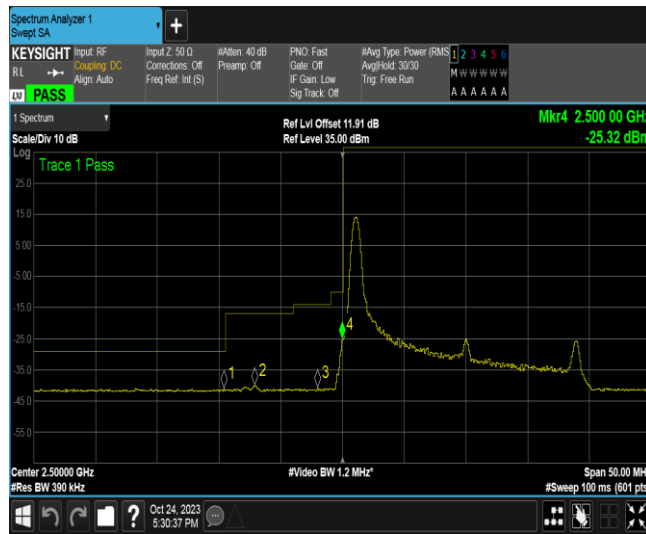 Spectrum Analyzer 1
Swept SA
+
KEYSIGHT
RL
LXI PASS
Input: RF
Coupling: DC
Align: Auto
Input Z: 50 Ω
Corrections: Off
Freq Ref: Int (S)
#Atten: 40 dB
Preamp: Off
PNO: Fast
Gate: Off
IF Gain: Low
Sig Track: Off
#Avg Type: Power (RMS
Avg|Hold: 30/30
Trig: Free Run
1 2 3 4 5 6
M W W W W W
A A A A A A
1 Spectrum
Scale/Div 10 dB
Log
Ref Lvl Offset 11.91 dB
Ref Level 35.00 dBm
Mkr4 2.500 00 GHz
-25.32 dBm
Trace 1 Pass
25.0
15.0
5.00
-5.00
-15.0
-25.0
-35.0
-45.0
-55.0
1
2
3
4
Center 2.50000 GHz
#Res BW 390 kHz
#Video BW 1.2 MHz*
Span 50.00 MH
#Sweep 100 ms (601 pts
?
Oct 24, 2023
5:30:37 PM